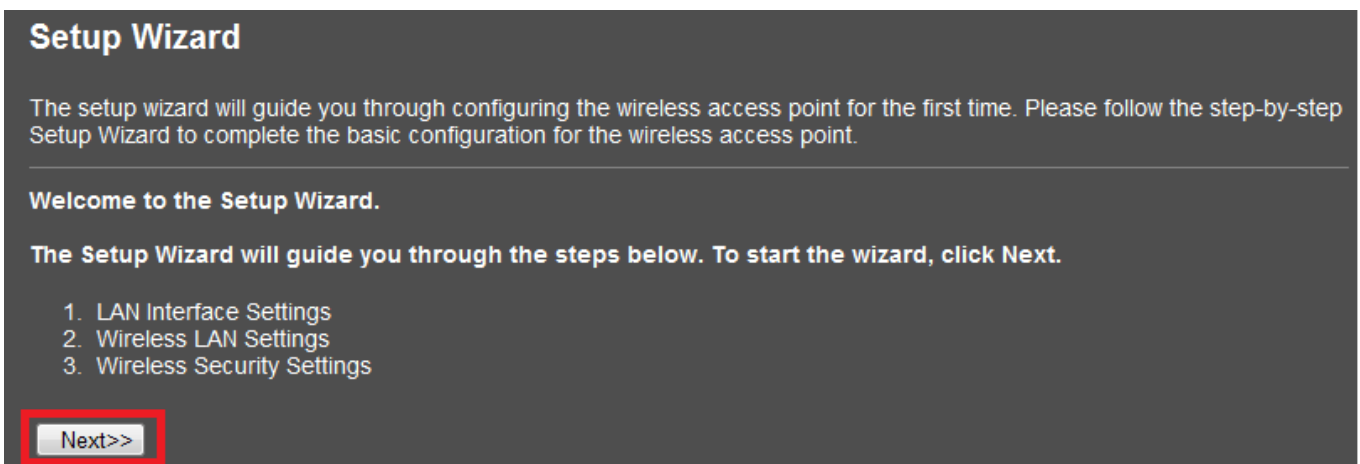 Setup Wizard
The setup wizard will guide you through configuring the wireless access point for the first time. Please follow the step-by-step
Setup Wizard to complete the basic configuration for the wireless access point.
Welcome to the Setup Wizard.
The Setup Wizard will guide you through the steps below. To start the wizard, click Next.
1. LAN Interface Settings
2. Wireless LAN Settings
3. Wireless Security Settings
Next>>